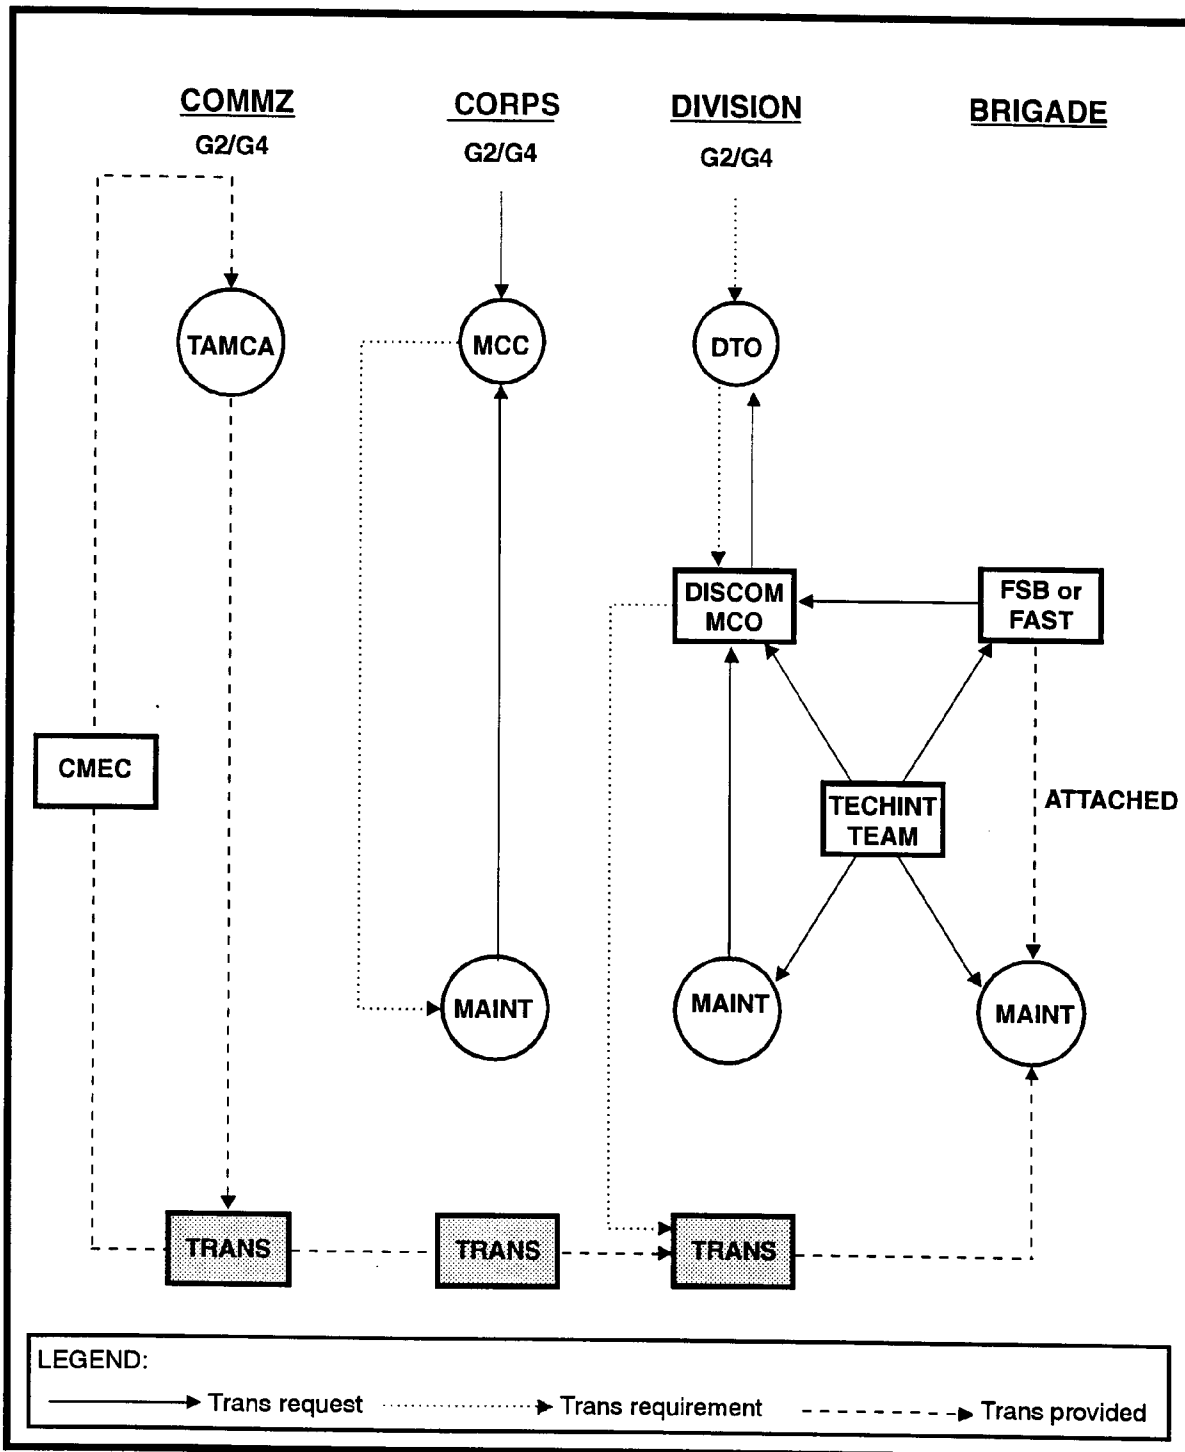 COMMZ
CORPS
DIVISION
BRIGADE
G2/G4
G2/G4
G2/G4
TAMCA
MCC
DTO
DISCOM
MCO
FSB or
FAST
CMEC
TECHINT
TEAM
ATTACHED
MAINT
MAINT
MAINT
TRANS
TRANS
TRANS
LEGEND:
Trans request
Trans requirement
Trans provided